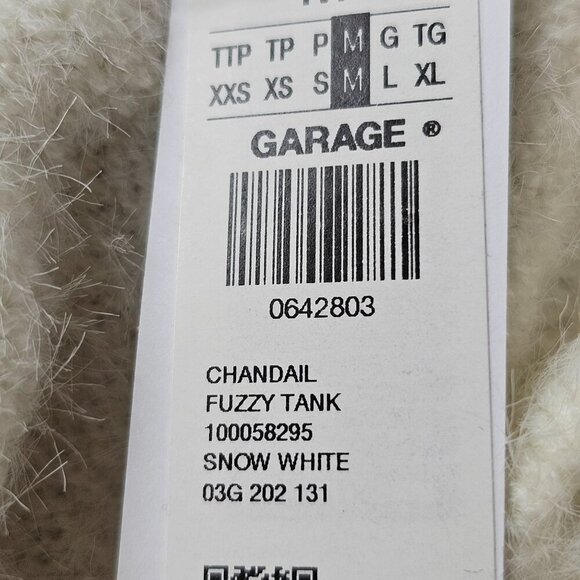 TTP TP P M G TG
XXS XS S M L XL
GARAGE ®
0642803
CHANDAIL
FUZZY TANK
100058295
SNOW WHITE
03G 202 131